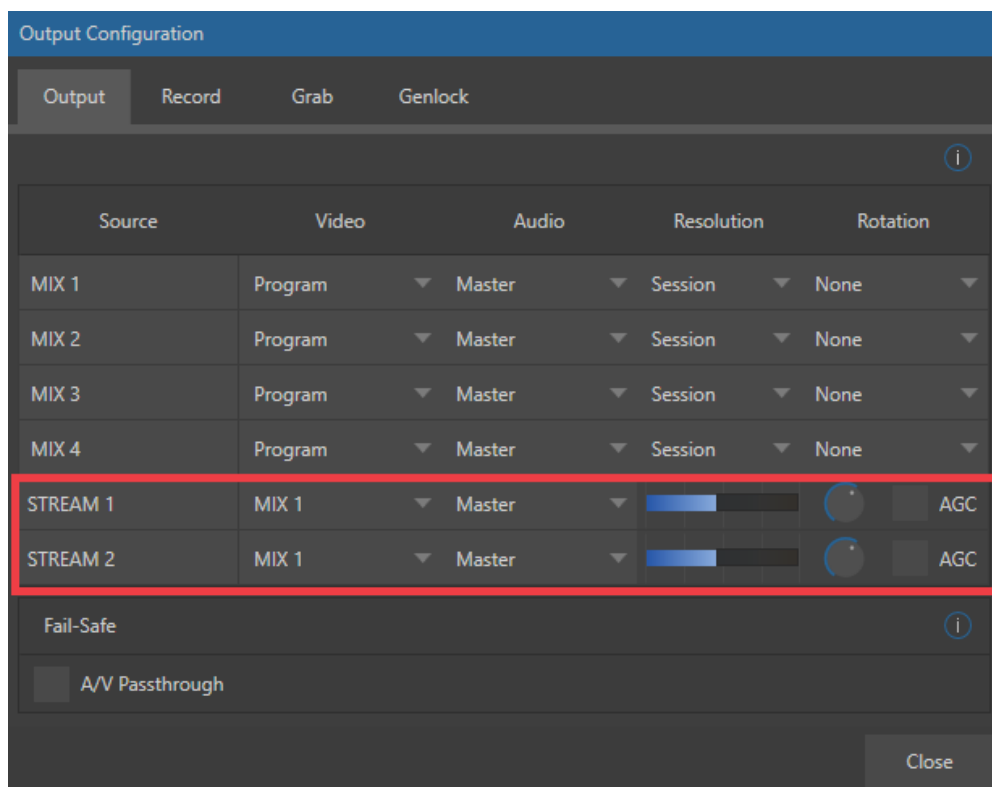 Output Configuration
Output Record Grab Genlock
i
Source Video Audio Resolution Rotation
MIX 1 Program Master Session None
MIX 2 Program Master Session None
MIX 3 Program Master Session None
MIX 4 Program Master Session None
STREAM 1 MIX 1 Master AGC
STREAM 2 MIX 1 Master AGC
Fail-Safe i
A/V Passthrough
Close